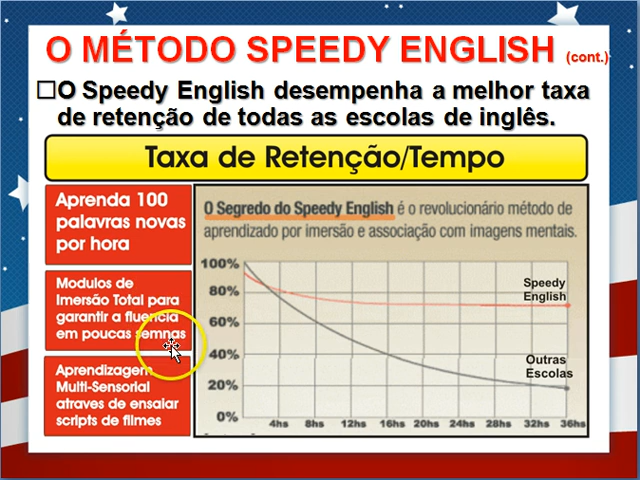 O MÉTODO SPEEDY ENGLISH (cont.)
O Speedy English desempenha a melhor taxa
de retenção de todas as escolas de inglês.
Taxa de Retenção/Tempo
Aprenda 100
palavras novas
por hora
Modulos de
Imersão Total para
garantir a fluencia
em poucas semnas
Aprendizagem
Multi-Sensorial
atraves de ensaiar
scripts de filmes
O Segredo do Speedy English é o revolucionário método de
aprendizado por imersão e associação com imagens mentais.
100%
80%
60%
40%
20%
0%
Speedy
English
Outras
Escolas
4hs 8hs 12hs 16hs 20hs 24hs 28hs 32hs 36hs